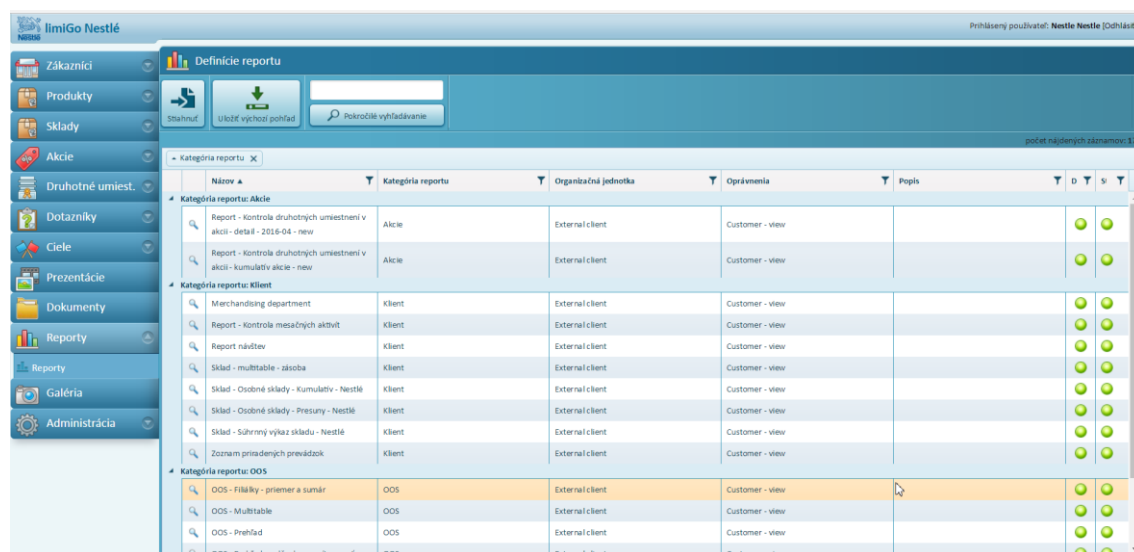 Nestlé
limiGo Nestlé
Prihlásený používateľ: Nestle Nestle [Odhlásiť
Zákazníci
Produkty
Sklady
Akcie
Druhotné umiest.
Dotazníky
Ciele
Prezentácie
Dokumenty
Reporty
Reporty
Galéria
Administrácia
Definície reportu
Stiahnuť
Uložiť výchozí pohľad
Pokročilé vyhľadávanie
počet nájdených záznamov: 1
Kategória reportu x
Názov Kategória reportu Organizačná jednotka Oprávnenia Popis D
Kategória reportu: Akcie
Report - Kontrola druhotných umiestnení v
akcii - detail - 2016-04 - new Akcie External client Customer - view
Report - Kontrola druhotných umiestnení v
akcii - kumulatív akcie - new Akcie External client Customer - view
Kategória reportu: Klient
Merchandising department Klient External client Customer - view
Report - Kontrola mesačných aktivít Klient External client Customer - view
Report návštev Klient External client Customer - view
Sklad - multitable - zásoba Klient External client Customer - view
Sklad - Osobné sklady - Kumulatív - Nestlé Klient External client Customer - view
Sklad - Osobné sklady - Presuny - Nestlé Klient External client Customer - view
Sklad - Súhrnný výkaz skladu - Nestlé Klient External client Customer - view
Zoznam priradených prevádzok Klient External client Customer - view
Kategória reportu: OOS
OOS - Filiálky - priemer a sumár OOS External client Customer - view
OOS - Multitable OOS External client Customer - view
OOS - Prehľad OOS External client Customer - view